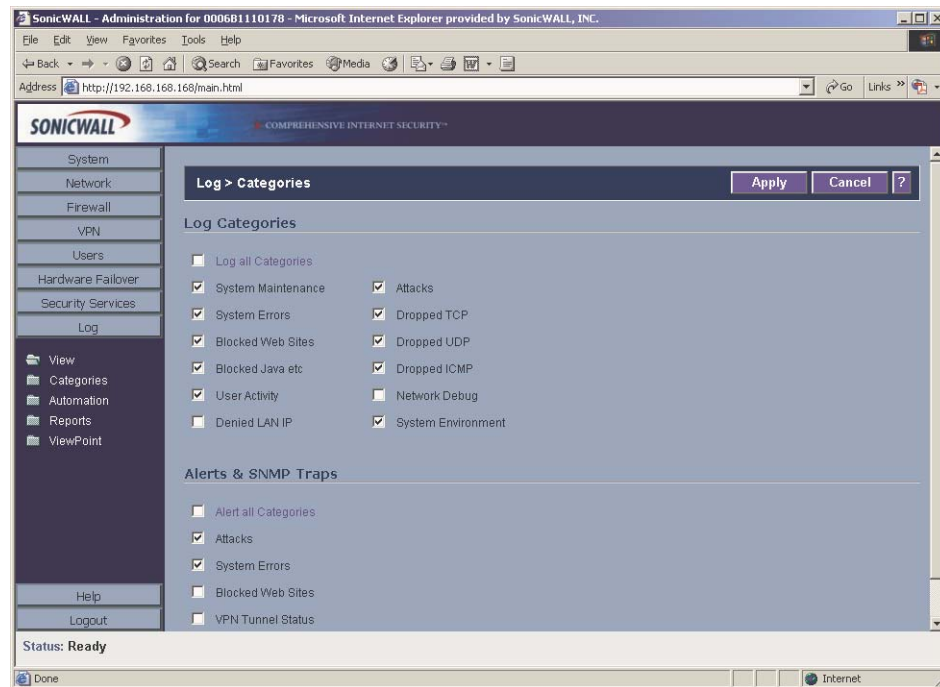 SonicWALL - Administration for 0006B1110178 - Microsoft Internet Explorer provided by SonicWALL, INC.
File Edit View Favorites Tools Help
Back Search Favorites Media
Address http://192.168.168.168/main.html Go Links »
SONICWALL COMPREHENSIVE INTERNET SECURITY™
System
Network
Firewall
VPN
Users
Hardware Failover
Security Services
Log
View
Categories
Automation
Reports
ViewPoint
Help
Logout
Log > Categories Apply Cancel ?
Log Categories
Log all Categories
System Maintenance Attacks
System Errors Dropped TCP
Blocked Web Sites Dropped UDP
Blocked Java etc Dropped ICMP
User Activity Network Debug
Denied LAN IP System Environment
Alerts & SNMP Traps
Alert all Categories
Attacks
System Errors
Blocked Web Sites
VPN Tunnel Status
Status: Ready
Done Internet